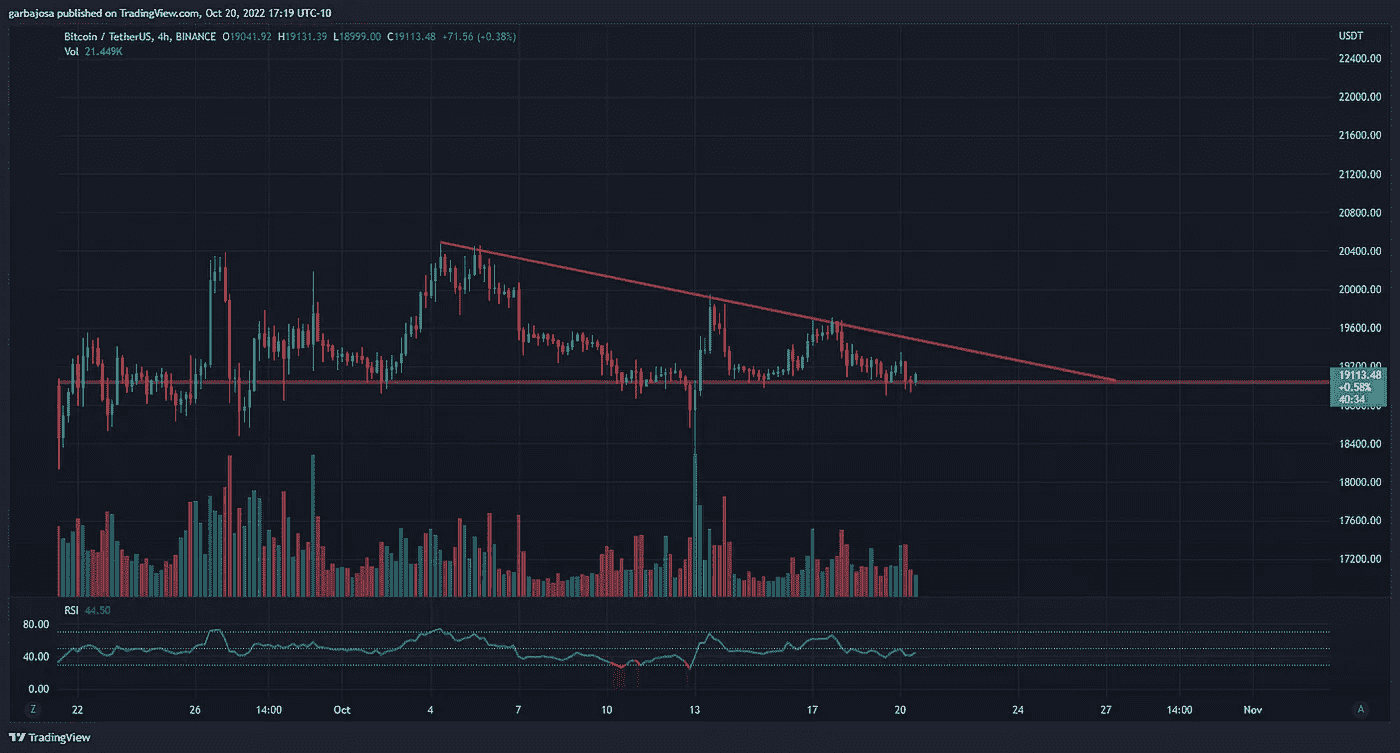 garbajosa published on TradingView.com, Oct 20, 2022 17:19 UTC-10
Bitcoin / TetherUS, 4h, BINANCE O19041.92 H19131.39 L18999.00 C19113.48 +71.56 (+0.38%)
Vol 21.449K
USDT
22400.00
22000.00
21600.00
21200.00
20800.00
20400.00
20000.00
19600.00
19200.00
19113.48
+0.58%
40:34
18800.00
18400.00
18000.00
17600.00
17200.00
RSI 44.50
80.00
40.00
0.00
Z 22 26 14:00 Oct 4 7 10 13 17 20 24 27 14:00 Nov A
TradingView